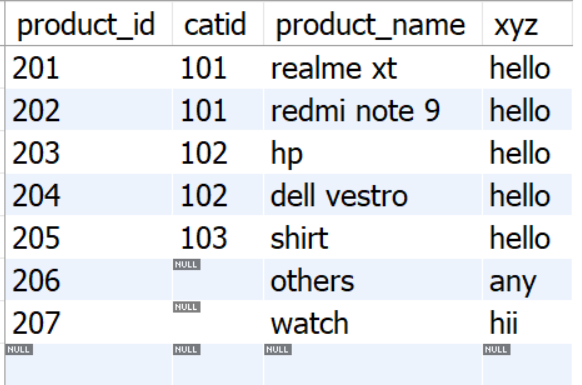 product_id catid product_name xyz
201 101 realme xt hello
202 101 redmi note 9 hello
203 102 hp hello
204 102 dell vestro hello
205 103 shirt hello
206 NULL others any
207 NULL watch hii
NULL NULL NULL NULL